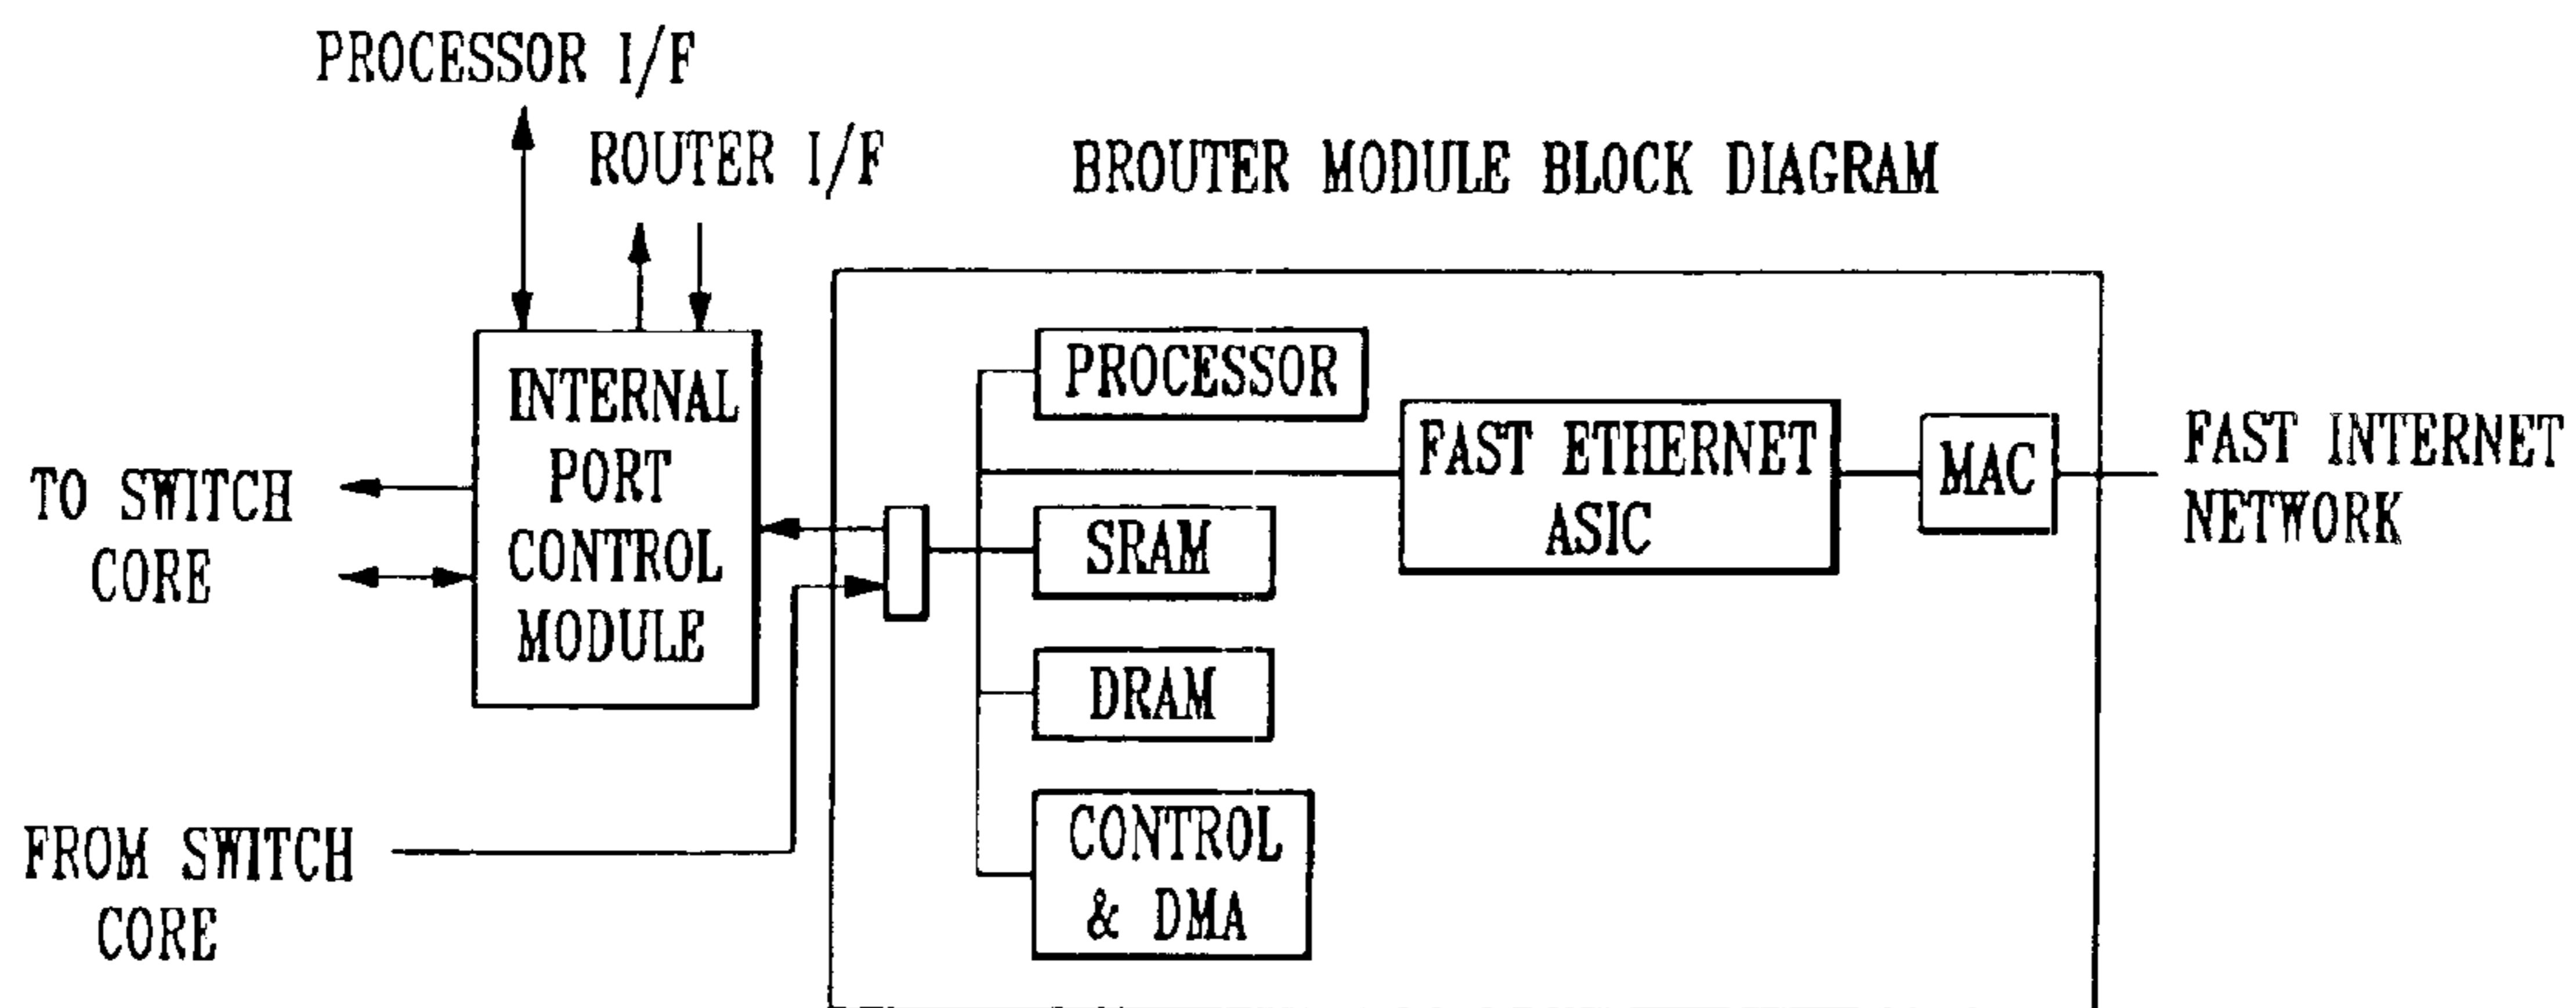 PROCESSOR I/F
ROUTER I/F
BROUTER MODULE BLOCK DIAGRAM
INTERNAL
PORT
CONTROL
MODULE
TO SWITCH
CORE
FROM SWITCH
CORE
PROCESSOR
SRAM
DRAM
CONTROL
& DMA
FAST ETHERNET
ASIC
MAC
FAST INTERNET
NETWORK